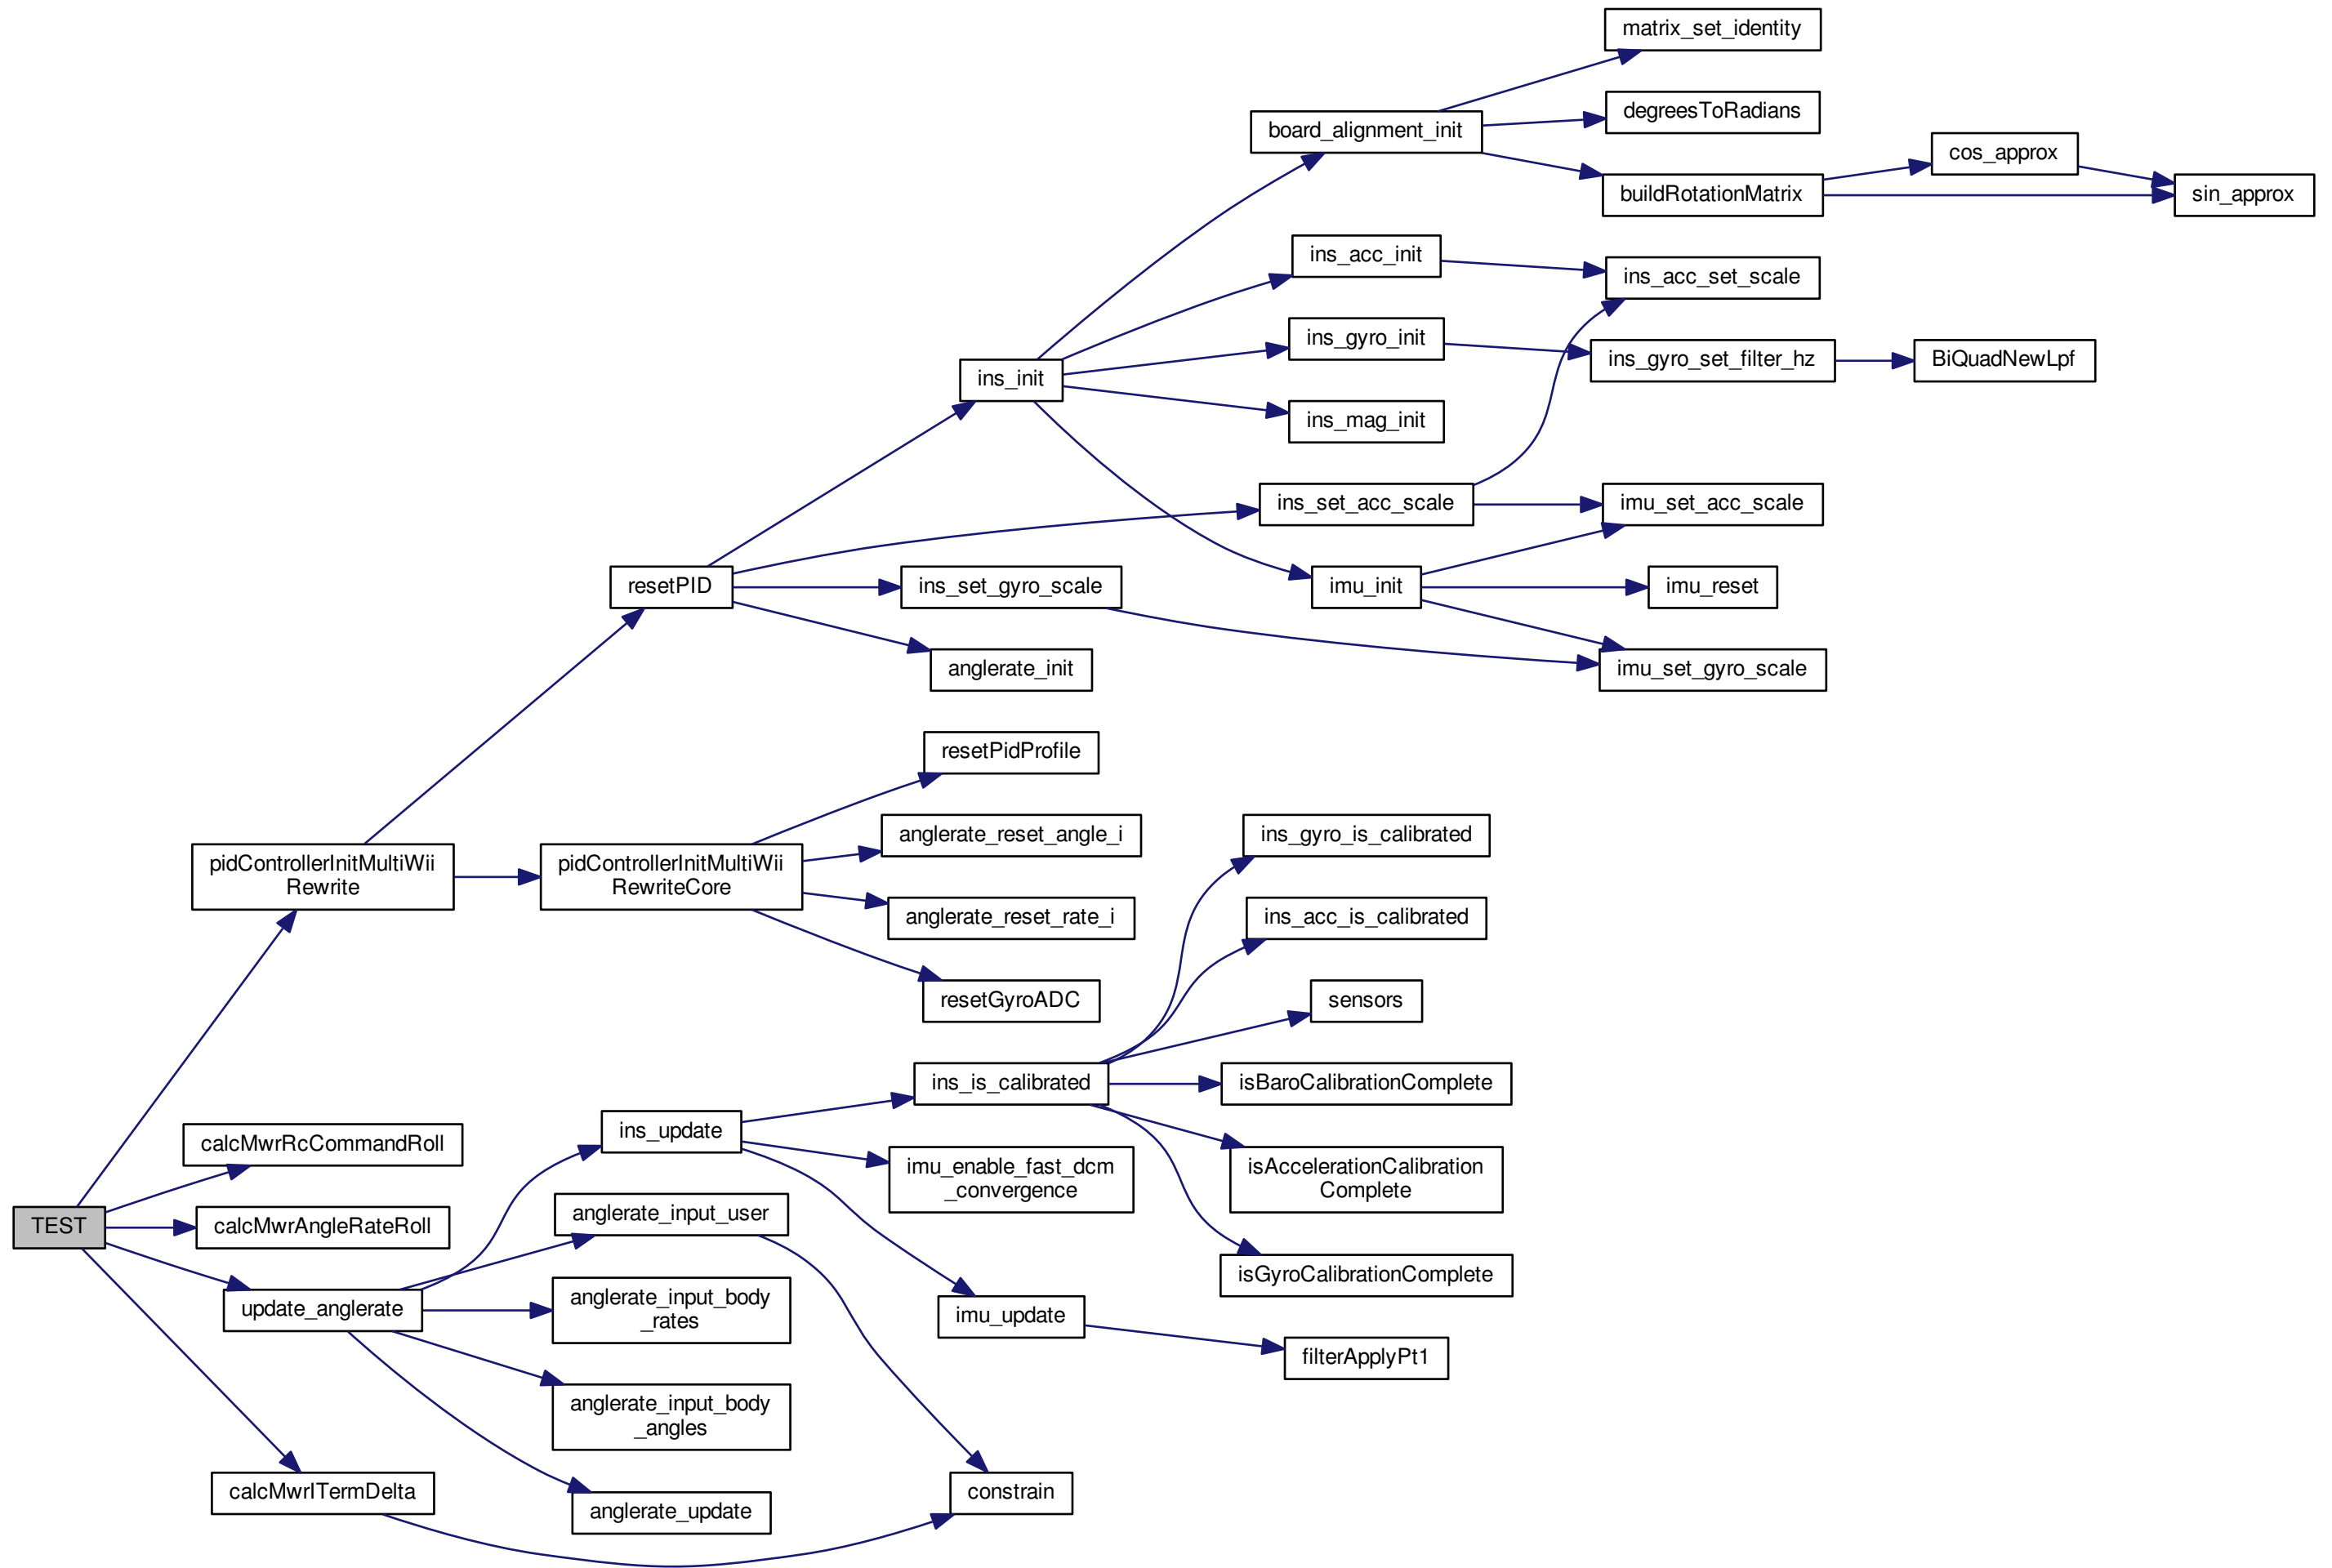 matrix_set_identity
degreesToRadians
board_alignment_init
cos_approx
buildRotationMatrix
sin_approx
ins_acc_init
ins_acc_set_scale
ins_gyro_init
ins_gyro_set_filter_hz
BiQuadNewLpf
ins_init
ins_mag_init
ins_set_acc_scale
imu_set_acc_scale
resetPID
ins_set_gyro_scale
imu_init
imu_reset
anglerate_init
imu_set_gyro_scale
resetPidProfile
anglerate_reset_angle_i
ins_gyro_is_calibrated
pidControllerInitMultiWii
Rewrite
pidControllerInitMultiWii
RewriteCore
anglerate_reset_rate_i
ins_acc_is_calibrated
resetGyroADC
sensors
ins_is_calibrated
isBaroCalibrationComplete
ins_update
calcMwrRcCommandRoll
imu_enable_fast_dcm
_convergence
isAccelerationCalibration
Complete
TEST
calcMwrAngleRateRoll
anglerate_input_user
isGyroCalibrationComplete
update_anglerate
anglerate_input_body
_rates
imu_update
filterApplyPt1
anglerate_input_body
_angles
calcMwrITermDelta
anglerate_update
constrain